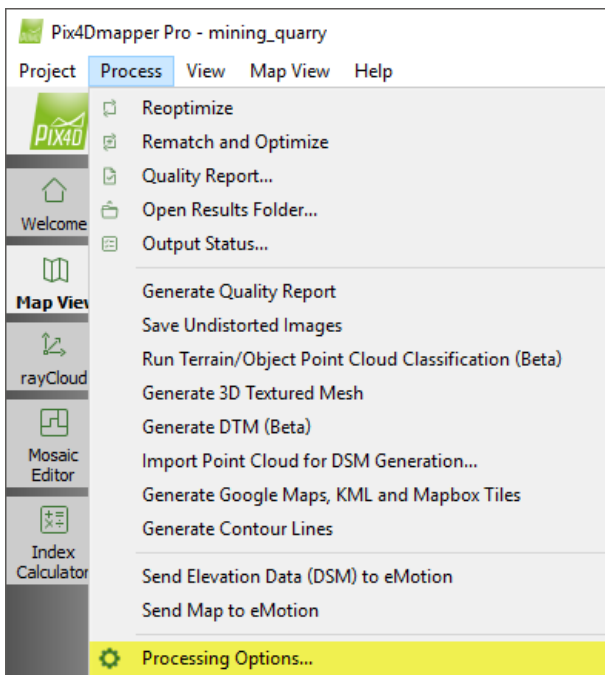 Pix4Dmapper Pro - mining_quarry
Project Process View Map View Help
PIX4D
Welcome
Map View
rayCloud
Mosaic
Editor
Index
Calculator
Reoptimize
Rematch and Optimize
Quality Report...
Open Results Folder...
Output Status...
Generate Quality Report
Save Undistorted Images
Run Terrain/Object Point Cloud Classification (Beta)
Generate 3D Textured Mesh
Generate DTM (Beta)
Import Point Cloud for DSM Generation...
Generate Google Maps, KML and Mapbox Tiles
Generate Contour Lines
Send Elevation Data (DSM) to eMotion
Send Map to eMotion
Processing Options...